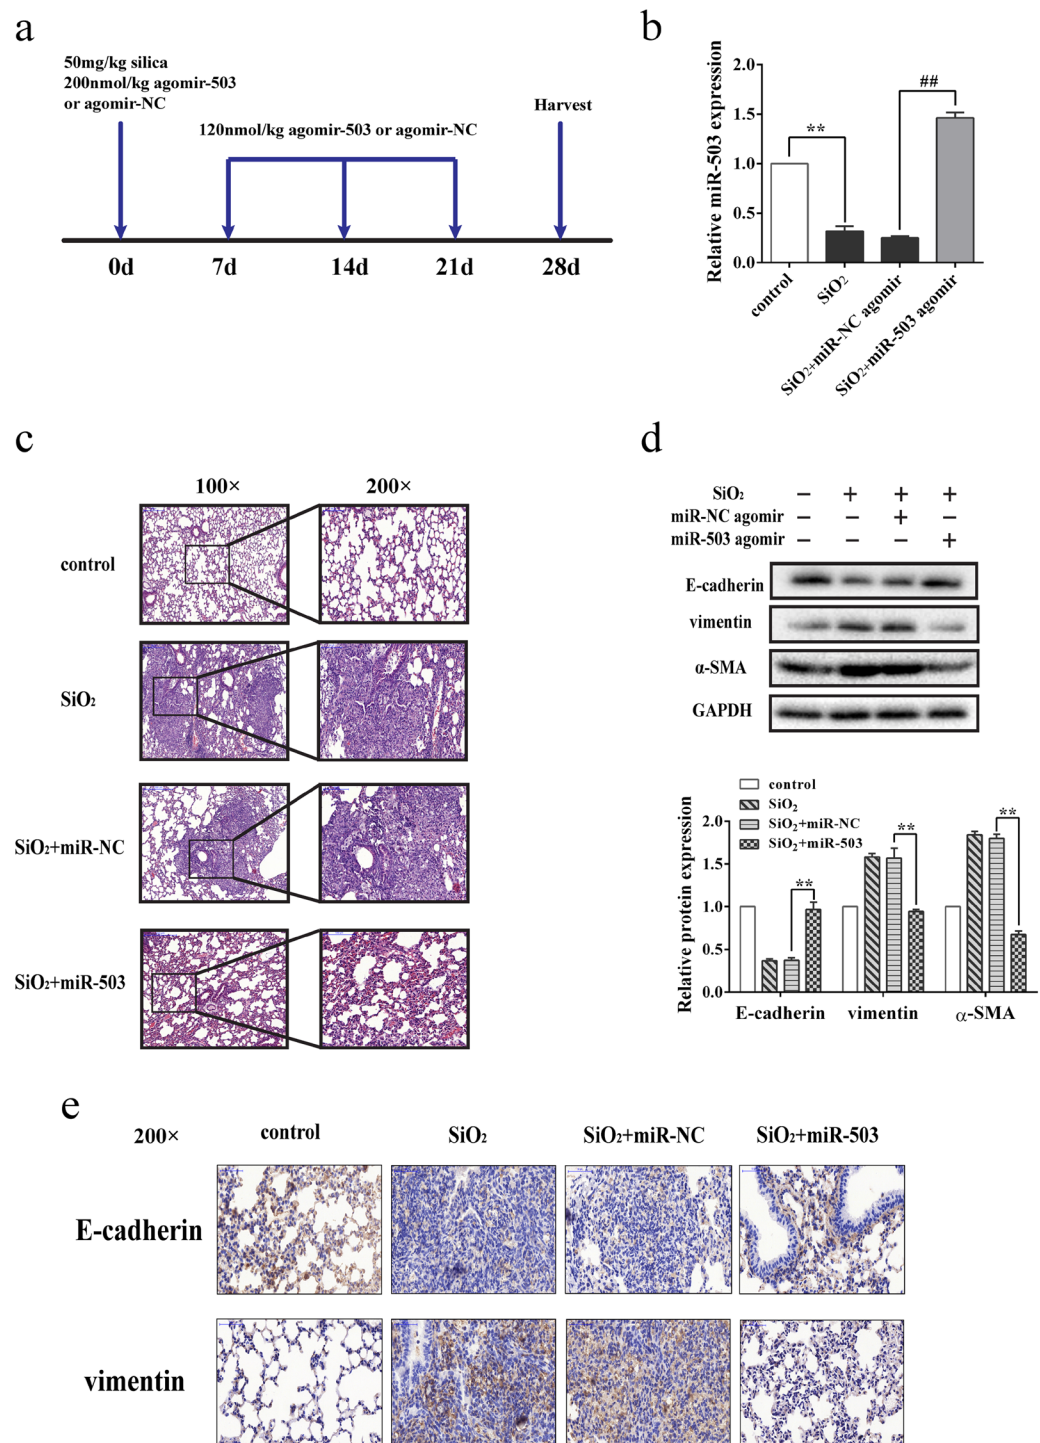 a
50mg/kg silica
200nmol/kg agomir-503
or agomir-NC
120nmol/kg agomir-503 or agomir-NC
Harvest
0d 7d 14d 21d 28d
b
Relative miR-503 expression
2.0
1.5
1.0
0.5
0.0
**
##
control
SiO₂
SiO₂+miR-NC agomir
SiO₂+miR-503 agomir
c
100× 200×
control
SiO₂
SiO₂+miR-NC
SiO₂+miR-503
d
SiO₂ − + + +
miR-NC agomir − − + −
miR-503 agomir − − − +
E-cadherin
vimentin
α-SMA
GAPDH
control
SiO₂
SiO₂+miR-NC
SiO₂+miR-503
Relative protein expression
2.0
1.5
1.0
0.5
0.0
**
**
**
E-cadherin vimentin α-SMA
e
200× control SiO₂ SiO₂+miR-NC SiO₂+miR-503
E-cadherin
vimentin